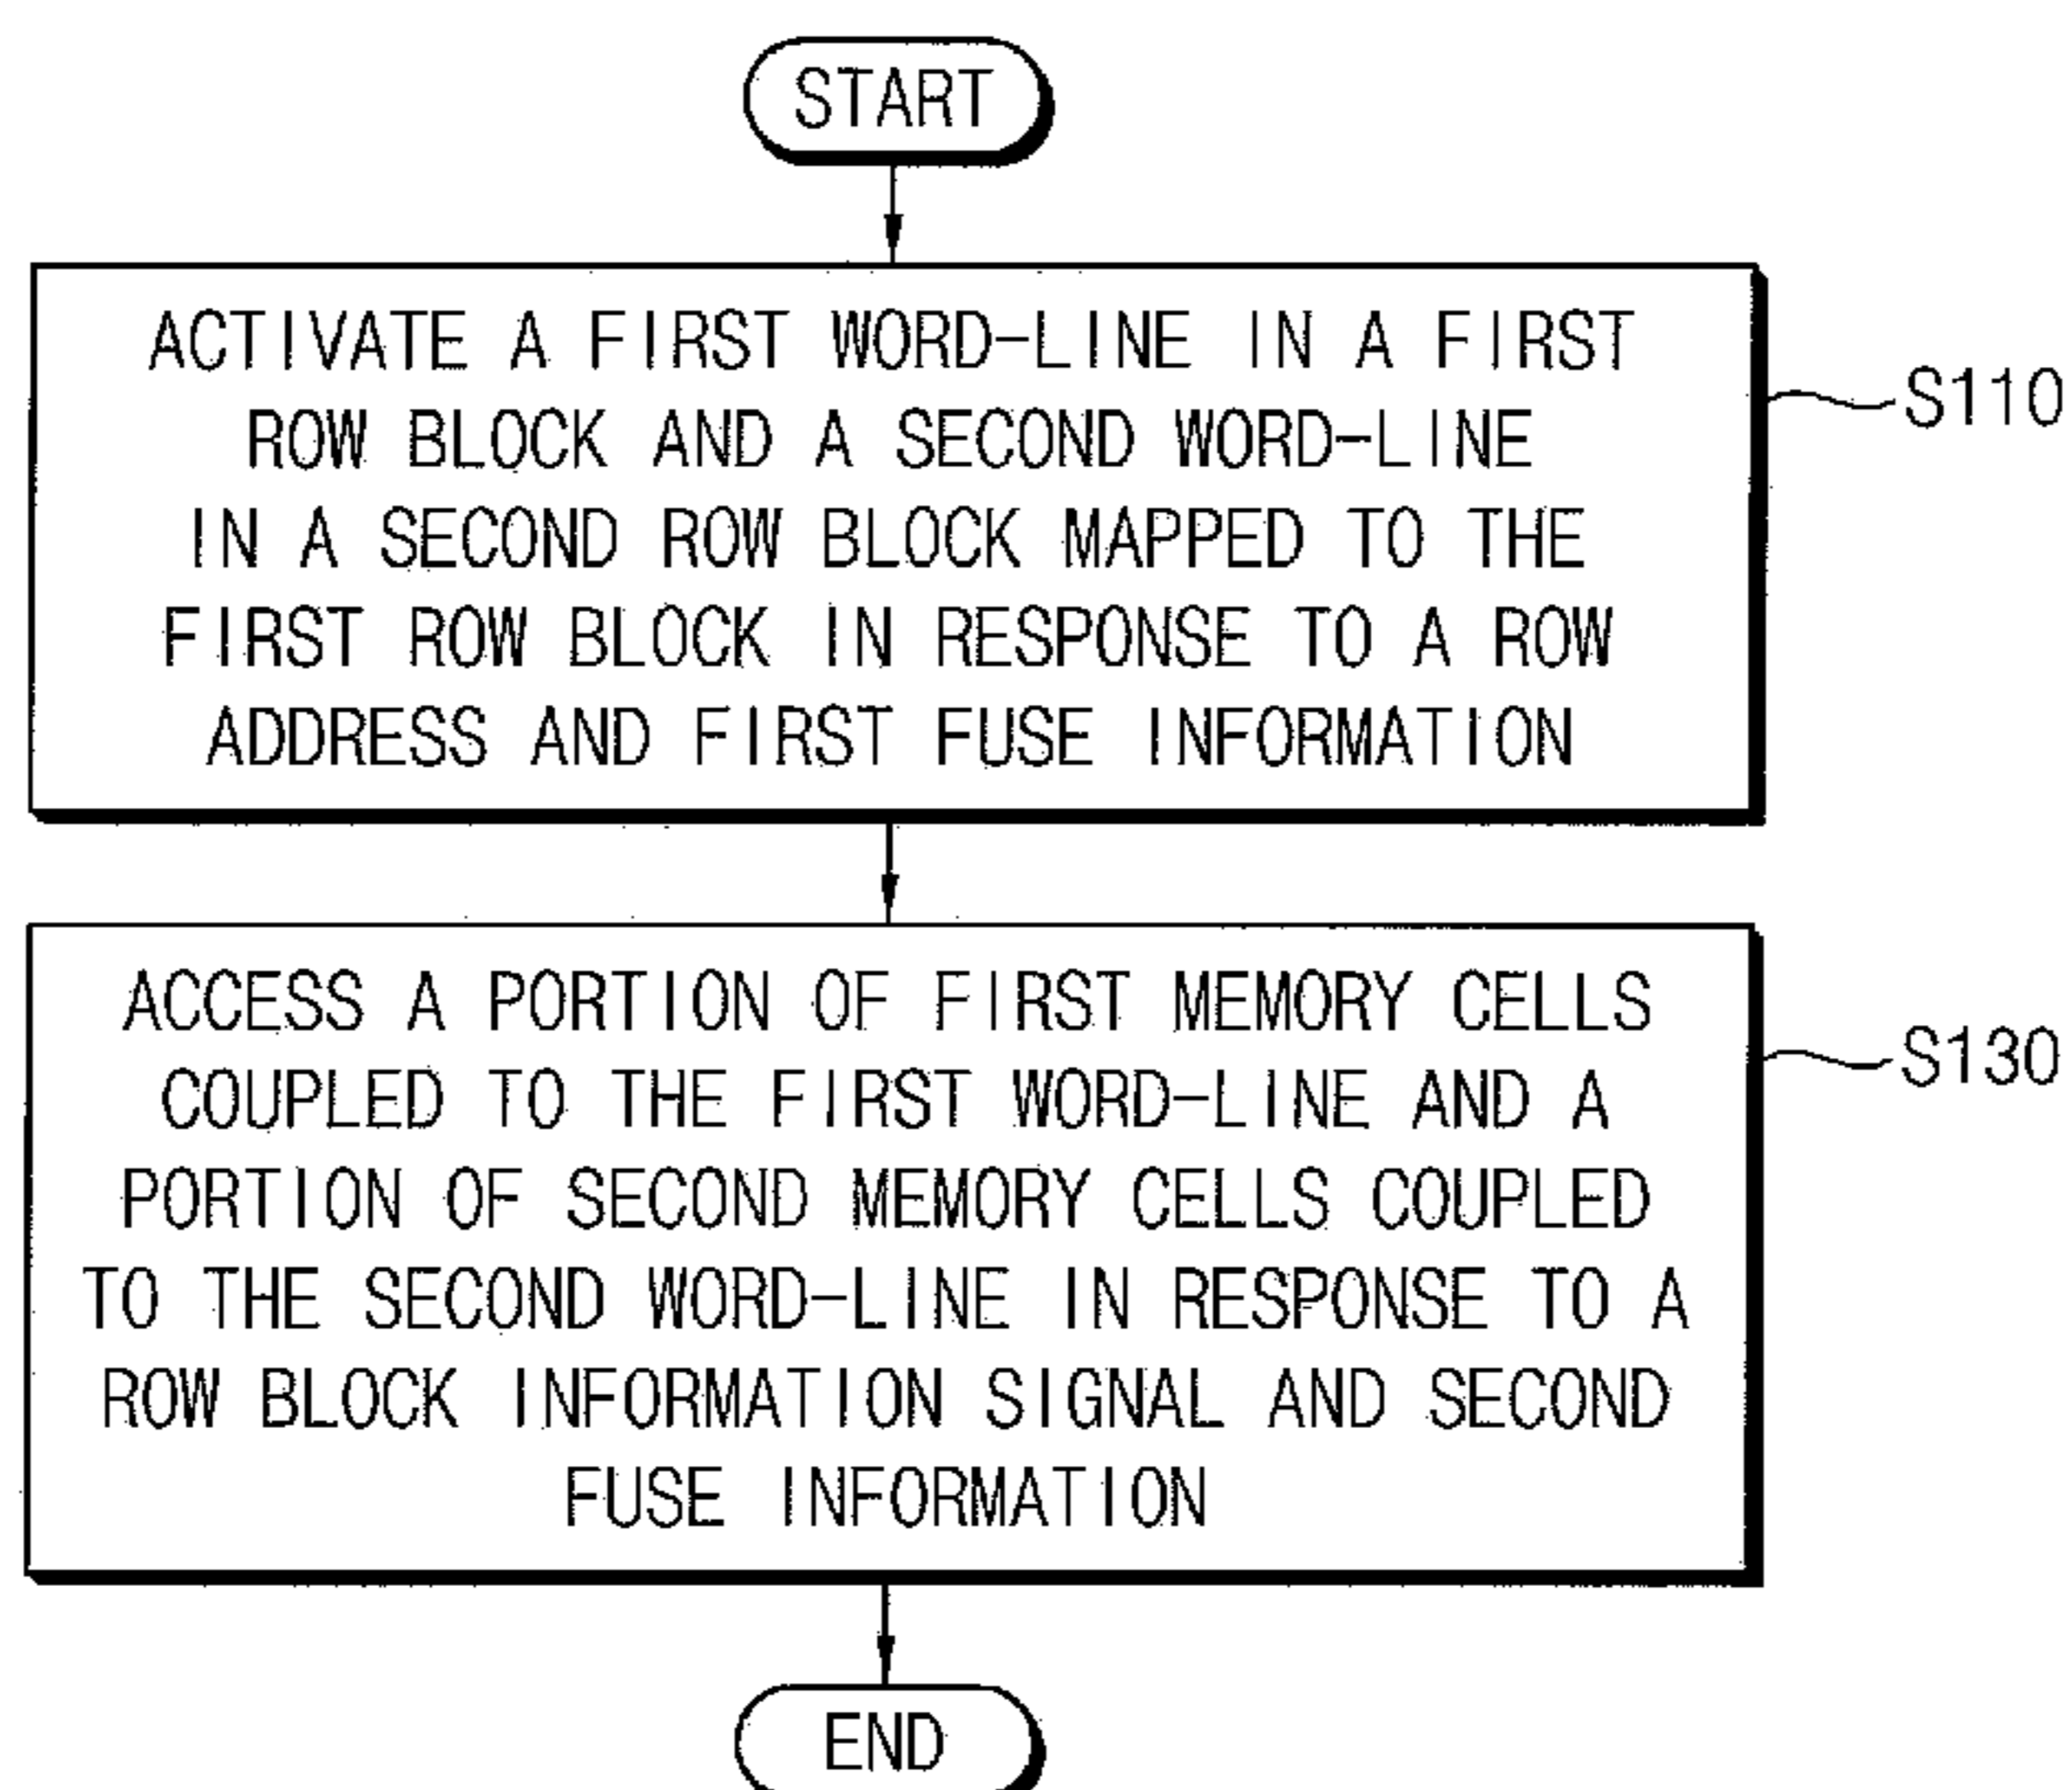 START
ACTIVATE A FIRST WORD-LINE IN A FIRST
ROW BLOCK AND A SECOND WORD-LINE
IN A SECOND ROW BLOCK MAPPED TO THE
FIRST ROW BLOCK IN RESPONSE TO A ROW
ADDRESS AND FIRST FUSE INFORMATION
S110
ACCESS A PORTION OF FIRST MEMORY CELLS
COUPLED TO THE FIRST WORD-LINE AND A
PORTION OF SECOND MEMORY CELLS COUPLED
TO THE SECOND WORD-LINE IN RESPONSE TO A
ROW BLOCK INFORMATION SIGNAL AND SECOND
FUSE INFORMATION
S130
END